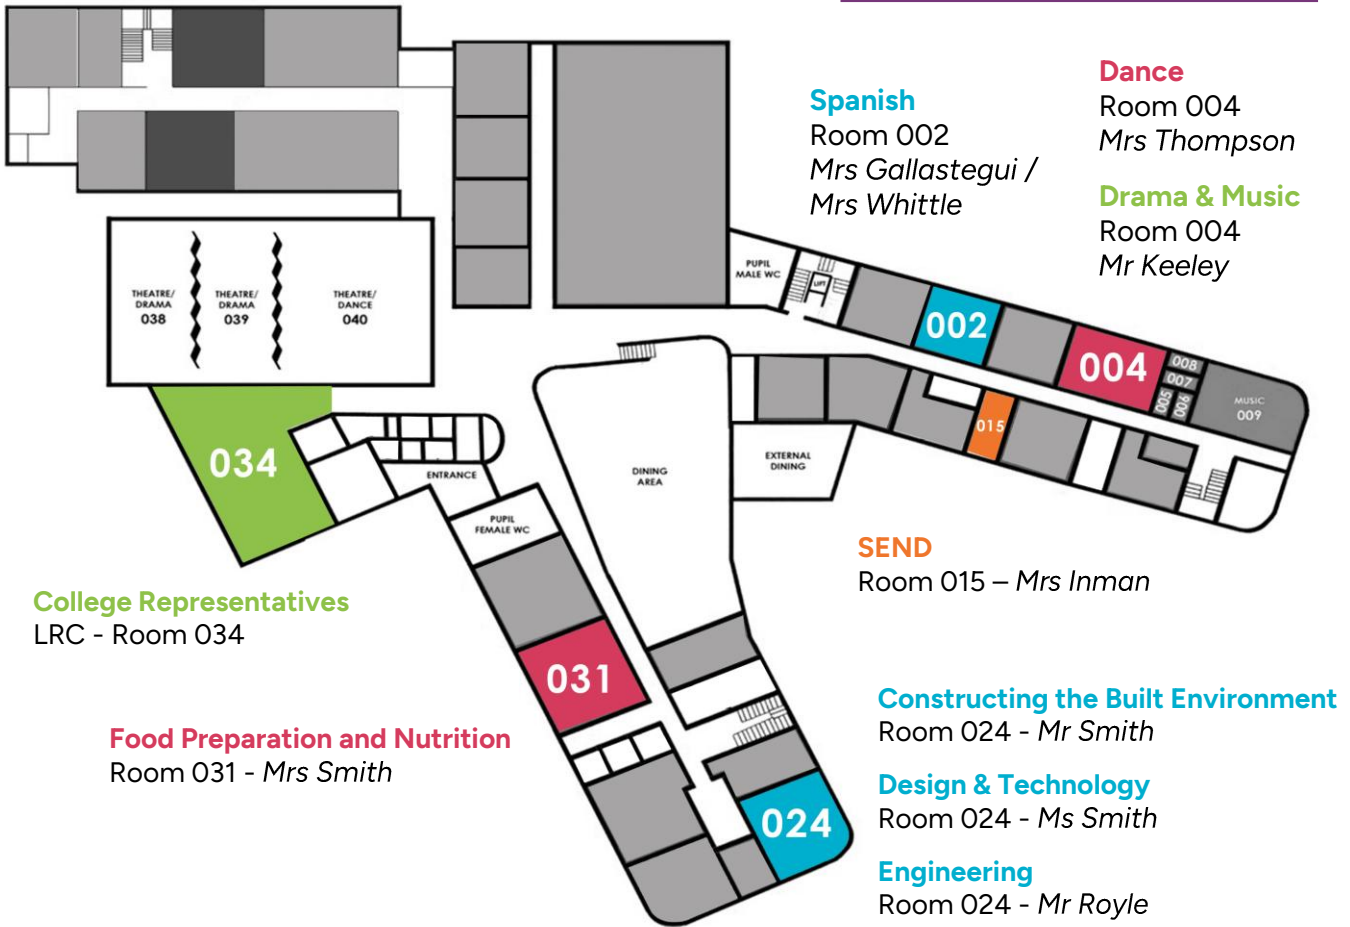 Spanish
Room 002
Mrs Gallastegui /
Mrs Whittle
Dance
Room 004
Mrs Thompson
Drama & Music
Room 004
Mr Keeley
PUPIL
MALE WC
LIFT
002
004
008
007
005
006
MUSIC
009
015
THEATRE/
DRAMA
038
THEATRE/
DRAMA
039
THEATRE/
DANCE
040
034
ENTRANCE
PUPIL
FEMALE WC
DINING
AREA
EXTERNAL
DINING
031
024
SEND
Room 015 – Mrs Inman
College Representatives
LRC - Room 034
Food Preparation and Nutrition
Room 031 - Mrs Smith
Constructing the Built Environment
Room 024 - Mr Smith
Design & Technology
Room 024 - Ms Smith
Engineering
Room 024 - Mr Royle